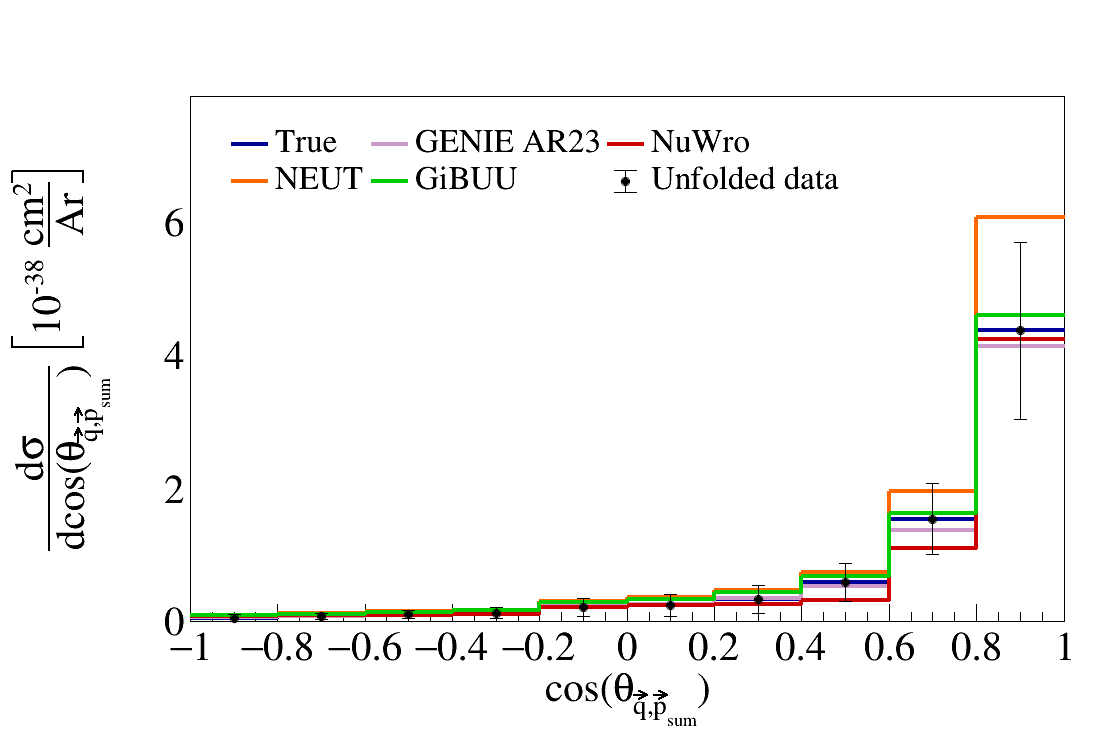 True GENIE AR23 NuWro
NEUT GiBUU Unfolded data
dσ
dcos(θq⃗,p⃗sum)
[10-38 cm2/Ar]
6
4
2
0
−1 −0.8 −0.6 −0.4 −0.2 0 0.2 0.4 0.6 0.8 1
cos(θq⃗,p⃗sum)